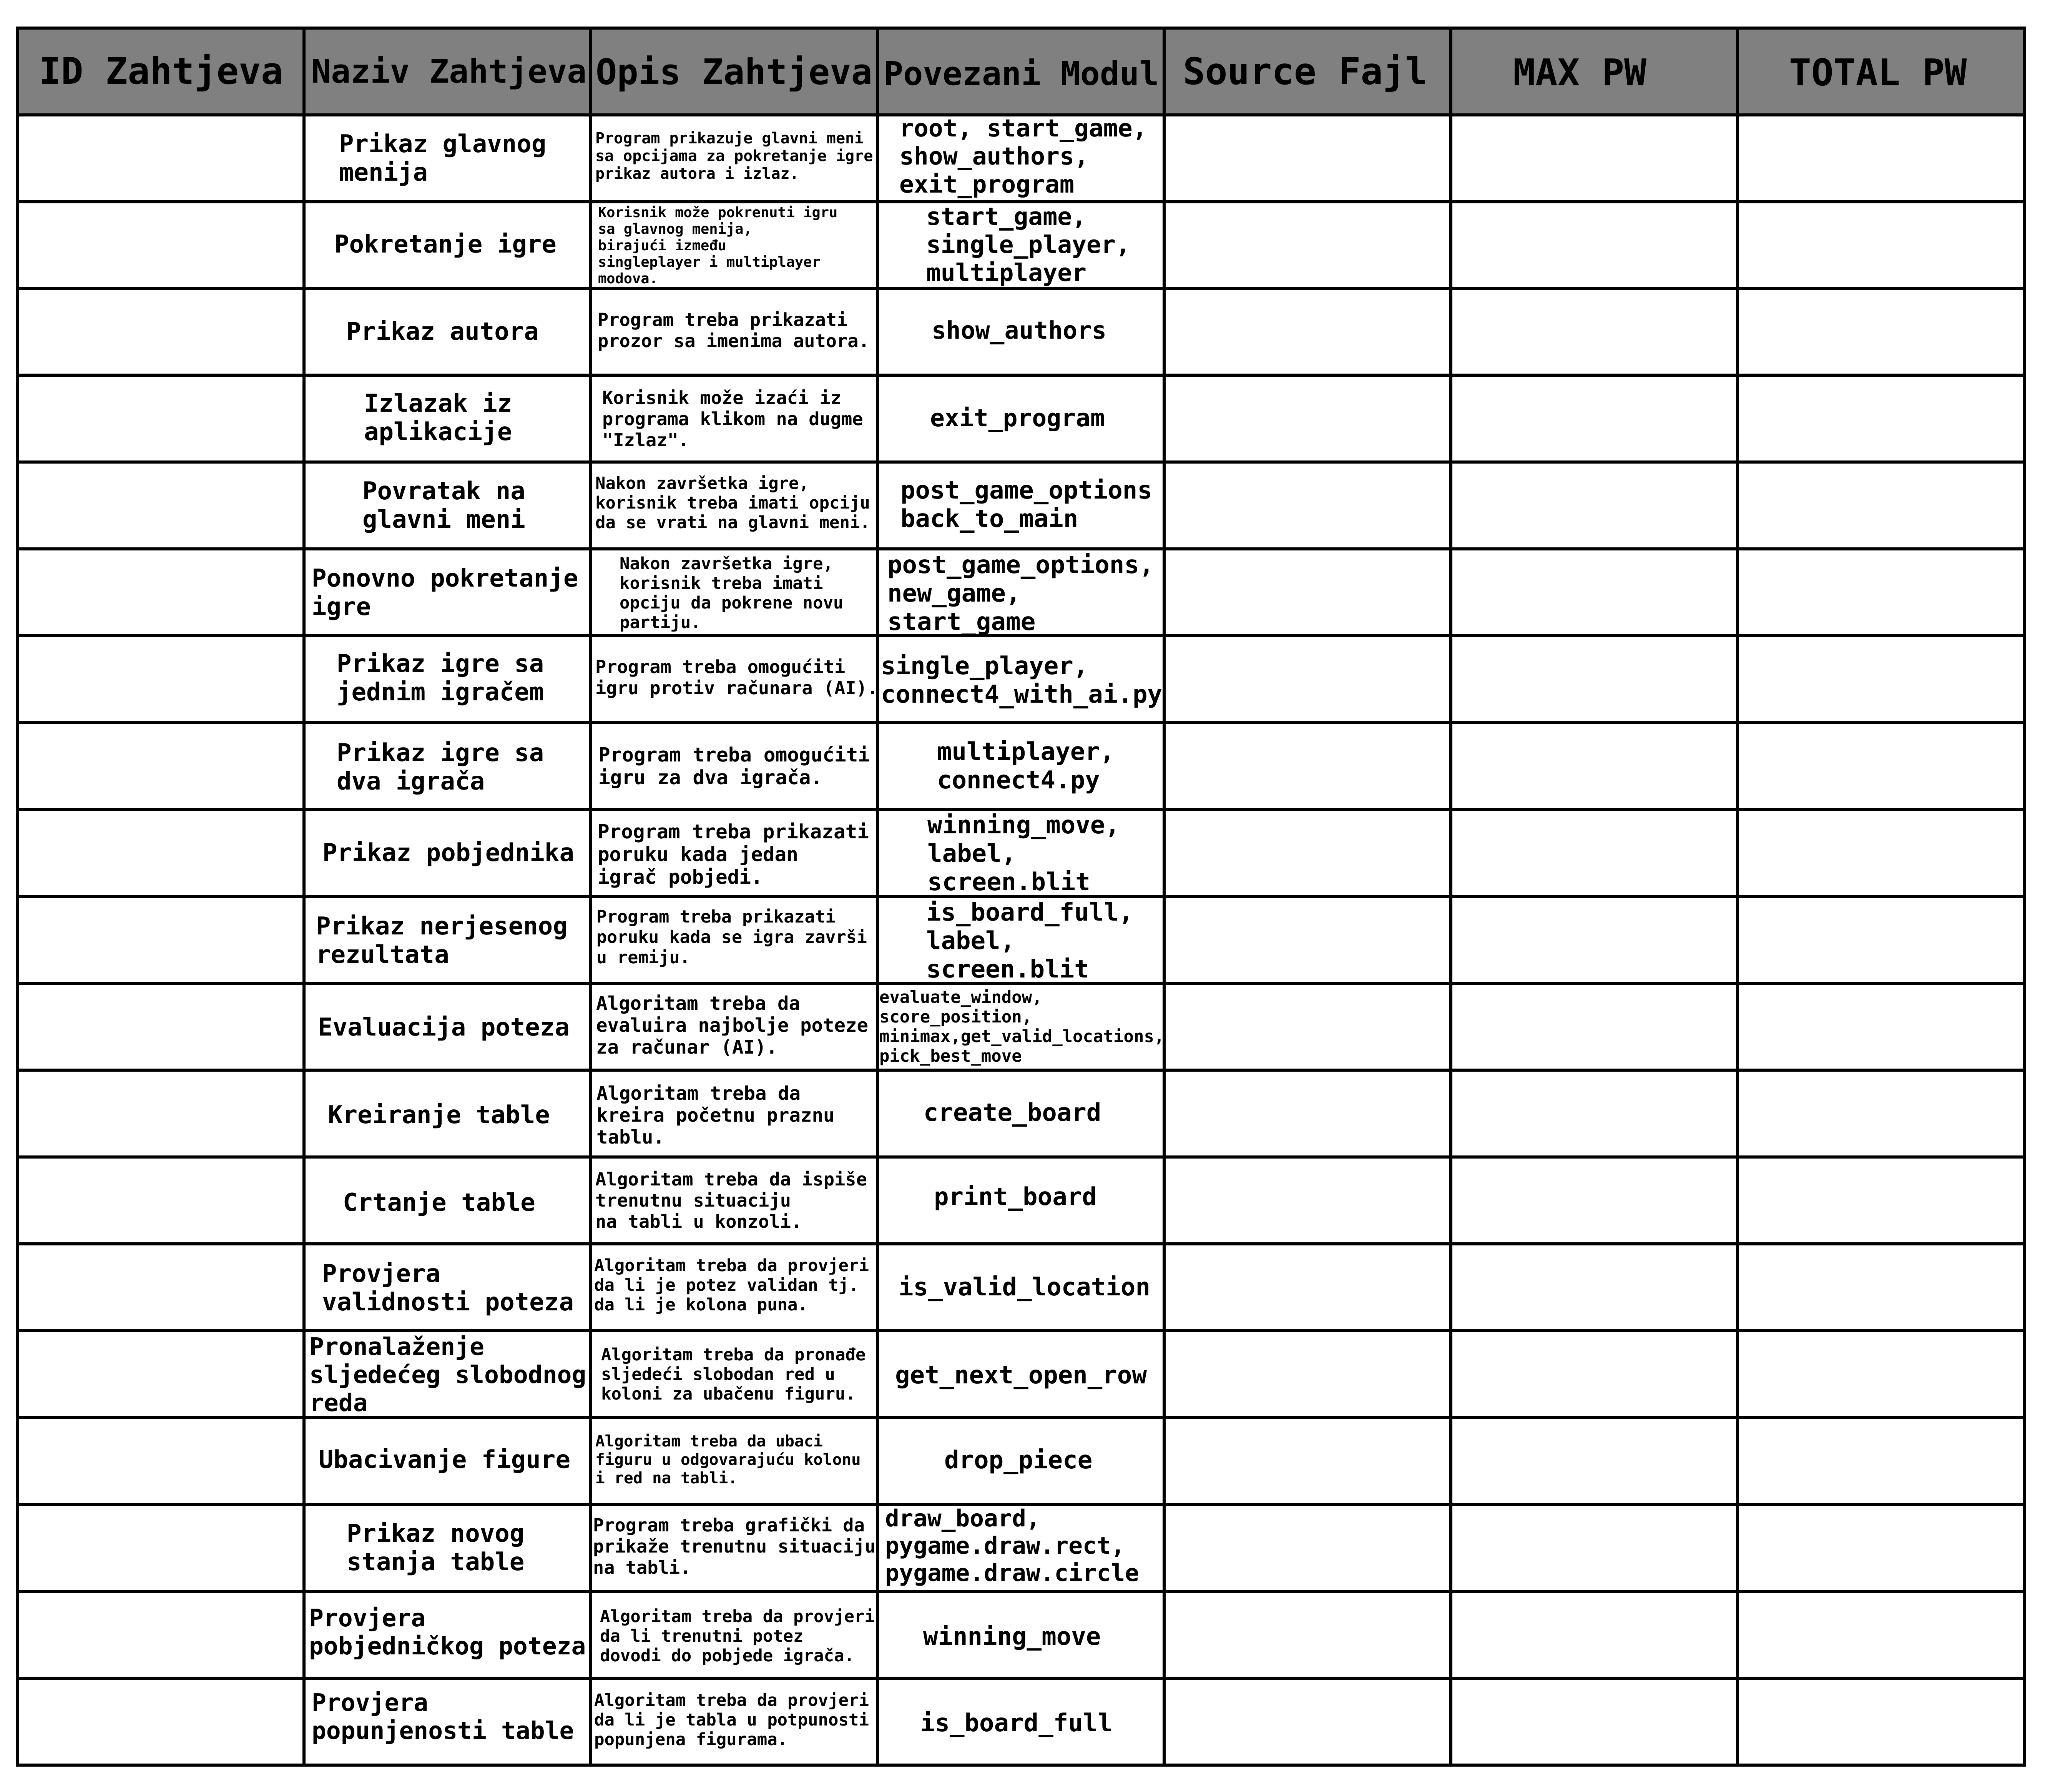 ID Zahtjeva
Naziv Zahtjeva
Opis Zahtjeva
Povezani Modul
Source Fajl
MAX PW
TOTAL PW
Prikaz glavnog
menija
Program prikazuje glavni meni
sa opcijama za pokretanje igre
prikaz autora i izlaz.
root, start_game,
show_authors,
exit_program
Pokretanje igre
Korisnik može pokrenuti igru
sa glavnog menija,
birajući između
singleplayer i multiplayer
modova.
start_game,
single_player,
multiplayer
Prikaz autora
Program treba prikazati
prozor sa imenima autora.
show_authors
Izlazak iz
aplikacije
Korisnik može izaći iz
programa klikom na dugme
"Izlaz".
exit_program
Povratak na
glavni meni
Nakon završetka igre,
korisnik treba imati opciju
da se vrati na glavni meni.
post_game_options
back_to_main
Ponovno pokretanje
igre
Nakon završetka igre,
korisnik treba imati
opciju da pokrene novu
partiju.
post_game_options,
new_game,
start_game
Prikaz igre sa
jednim igračem
Program treba omogućiti
igru protiv računara (AI).
single_player,
connect4_with_ai.py
Prikaz igre sa
dva igrača
Program treba omogućiti
igru za dva igrača.
multiplayer,
connect4.py
Prikaz pobjednika
Program treba prikazati
poruku kada jedan
igrač pobjedi.
winning_move,
label,
screen.blit
Prikaz nerjesenog
rezultata
Program treba prikazati
poruku kada se igra završi
u remiju.
is_board_full,
label,
screen.blit
Evaluacija poteza
Algoritam treba da
evaluira najbolje poteze
za računar (AI).
evaluate_window,
score_position,
minimax,get_valid_locations,
pick_best_move
Kreiranje table
Algoritam treba da
kreira početnu praznu
tablu.
create_board
Crtanje table
Algoritam treba da ispiše
trenutnu situaciju
na tabli u konzoli.
print_board
Provjera
validnosti poteza
Algoritam treba da provjeri
da li je potez validan tj.
da li je kolona puna.
is_valid_location
Pronalaženje
sljedećeg slobodnog
reda
Algoritam treba da pronađe
sljedeći slobodan red u
koloni za ubačenu figuru.
get_next_open_row
Ubacivanje figure
Algoritam treba da ubaci
figuru u odgovarajuću kolonu
i red na tabli.
drop_piece
Prikaz novog
stanja table
Program treba grafički da
prikaže trenutnu situaciju
na tabli.
draw_board,
pygame.draw.rect,
pygame.draw.circle
Provjera
pobjedničkog poteza
Algoritam treba da provjeri
da li trenutni potez
dovodi do pobjede igrača.
winning_move
Provjera
popunjenosti table
Algoritam treba da provjeri
da li je tabla u potpunosti
popunjena figurama.
is_board_full